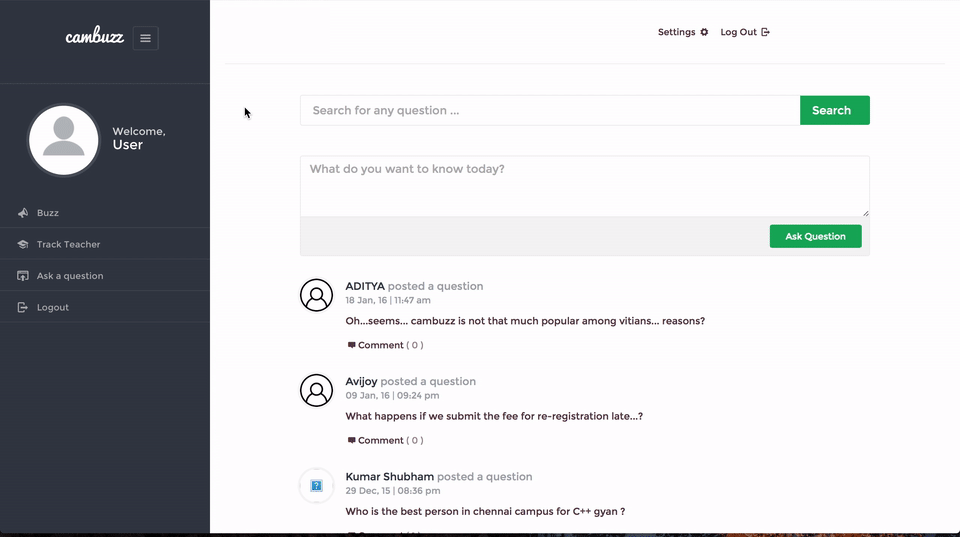 cambuzz
Settings
Log Out
Welcome,
User
Buzz
Track Teacher
Ask a question
Logout
Search for any question ...
Search
What do you want to know today?
Ask Question
ADITYA posted a question
18 Jan, 16 | 11:47 am
Oh...seems... cambuzz is not that much popular among vitians... reasons?
Comment ( 0 )
Avijoy posted a question
09 Jan, 16 | 09:24 pm
What happens if we submit the fee for re-registration late...?
Comment ( 0 )
Kumar Shubham posted a question
29 Dec, 15 | 08:36 pm
Who is the best person in chennai campus for C++ gyan ?